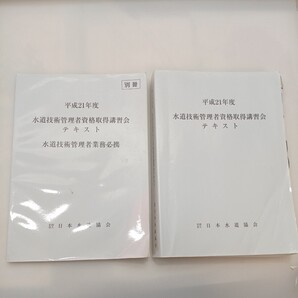 別冊
平成21年度
水道技術管理者資格取得講習会
テキスト
水道技術管理者業務必携
日本水道協会
平成21年度
水道技術管理者資格取得講習会
テキスト
日本水道協会